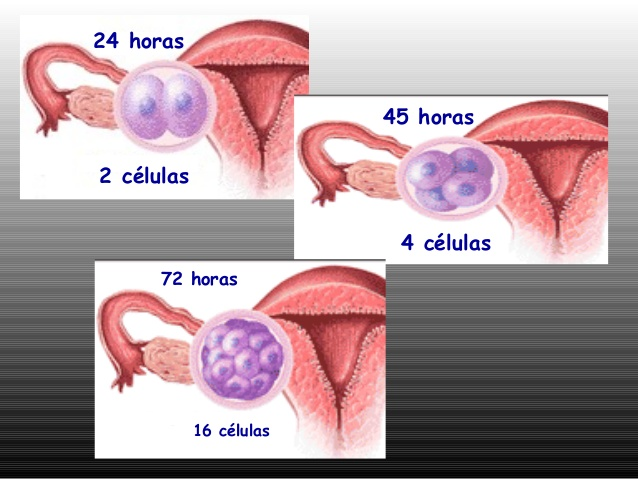 24 horas
2 células
45 horas
4 células
72 horas
16 células